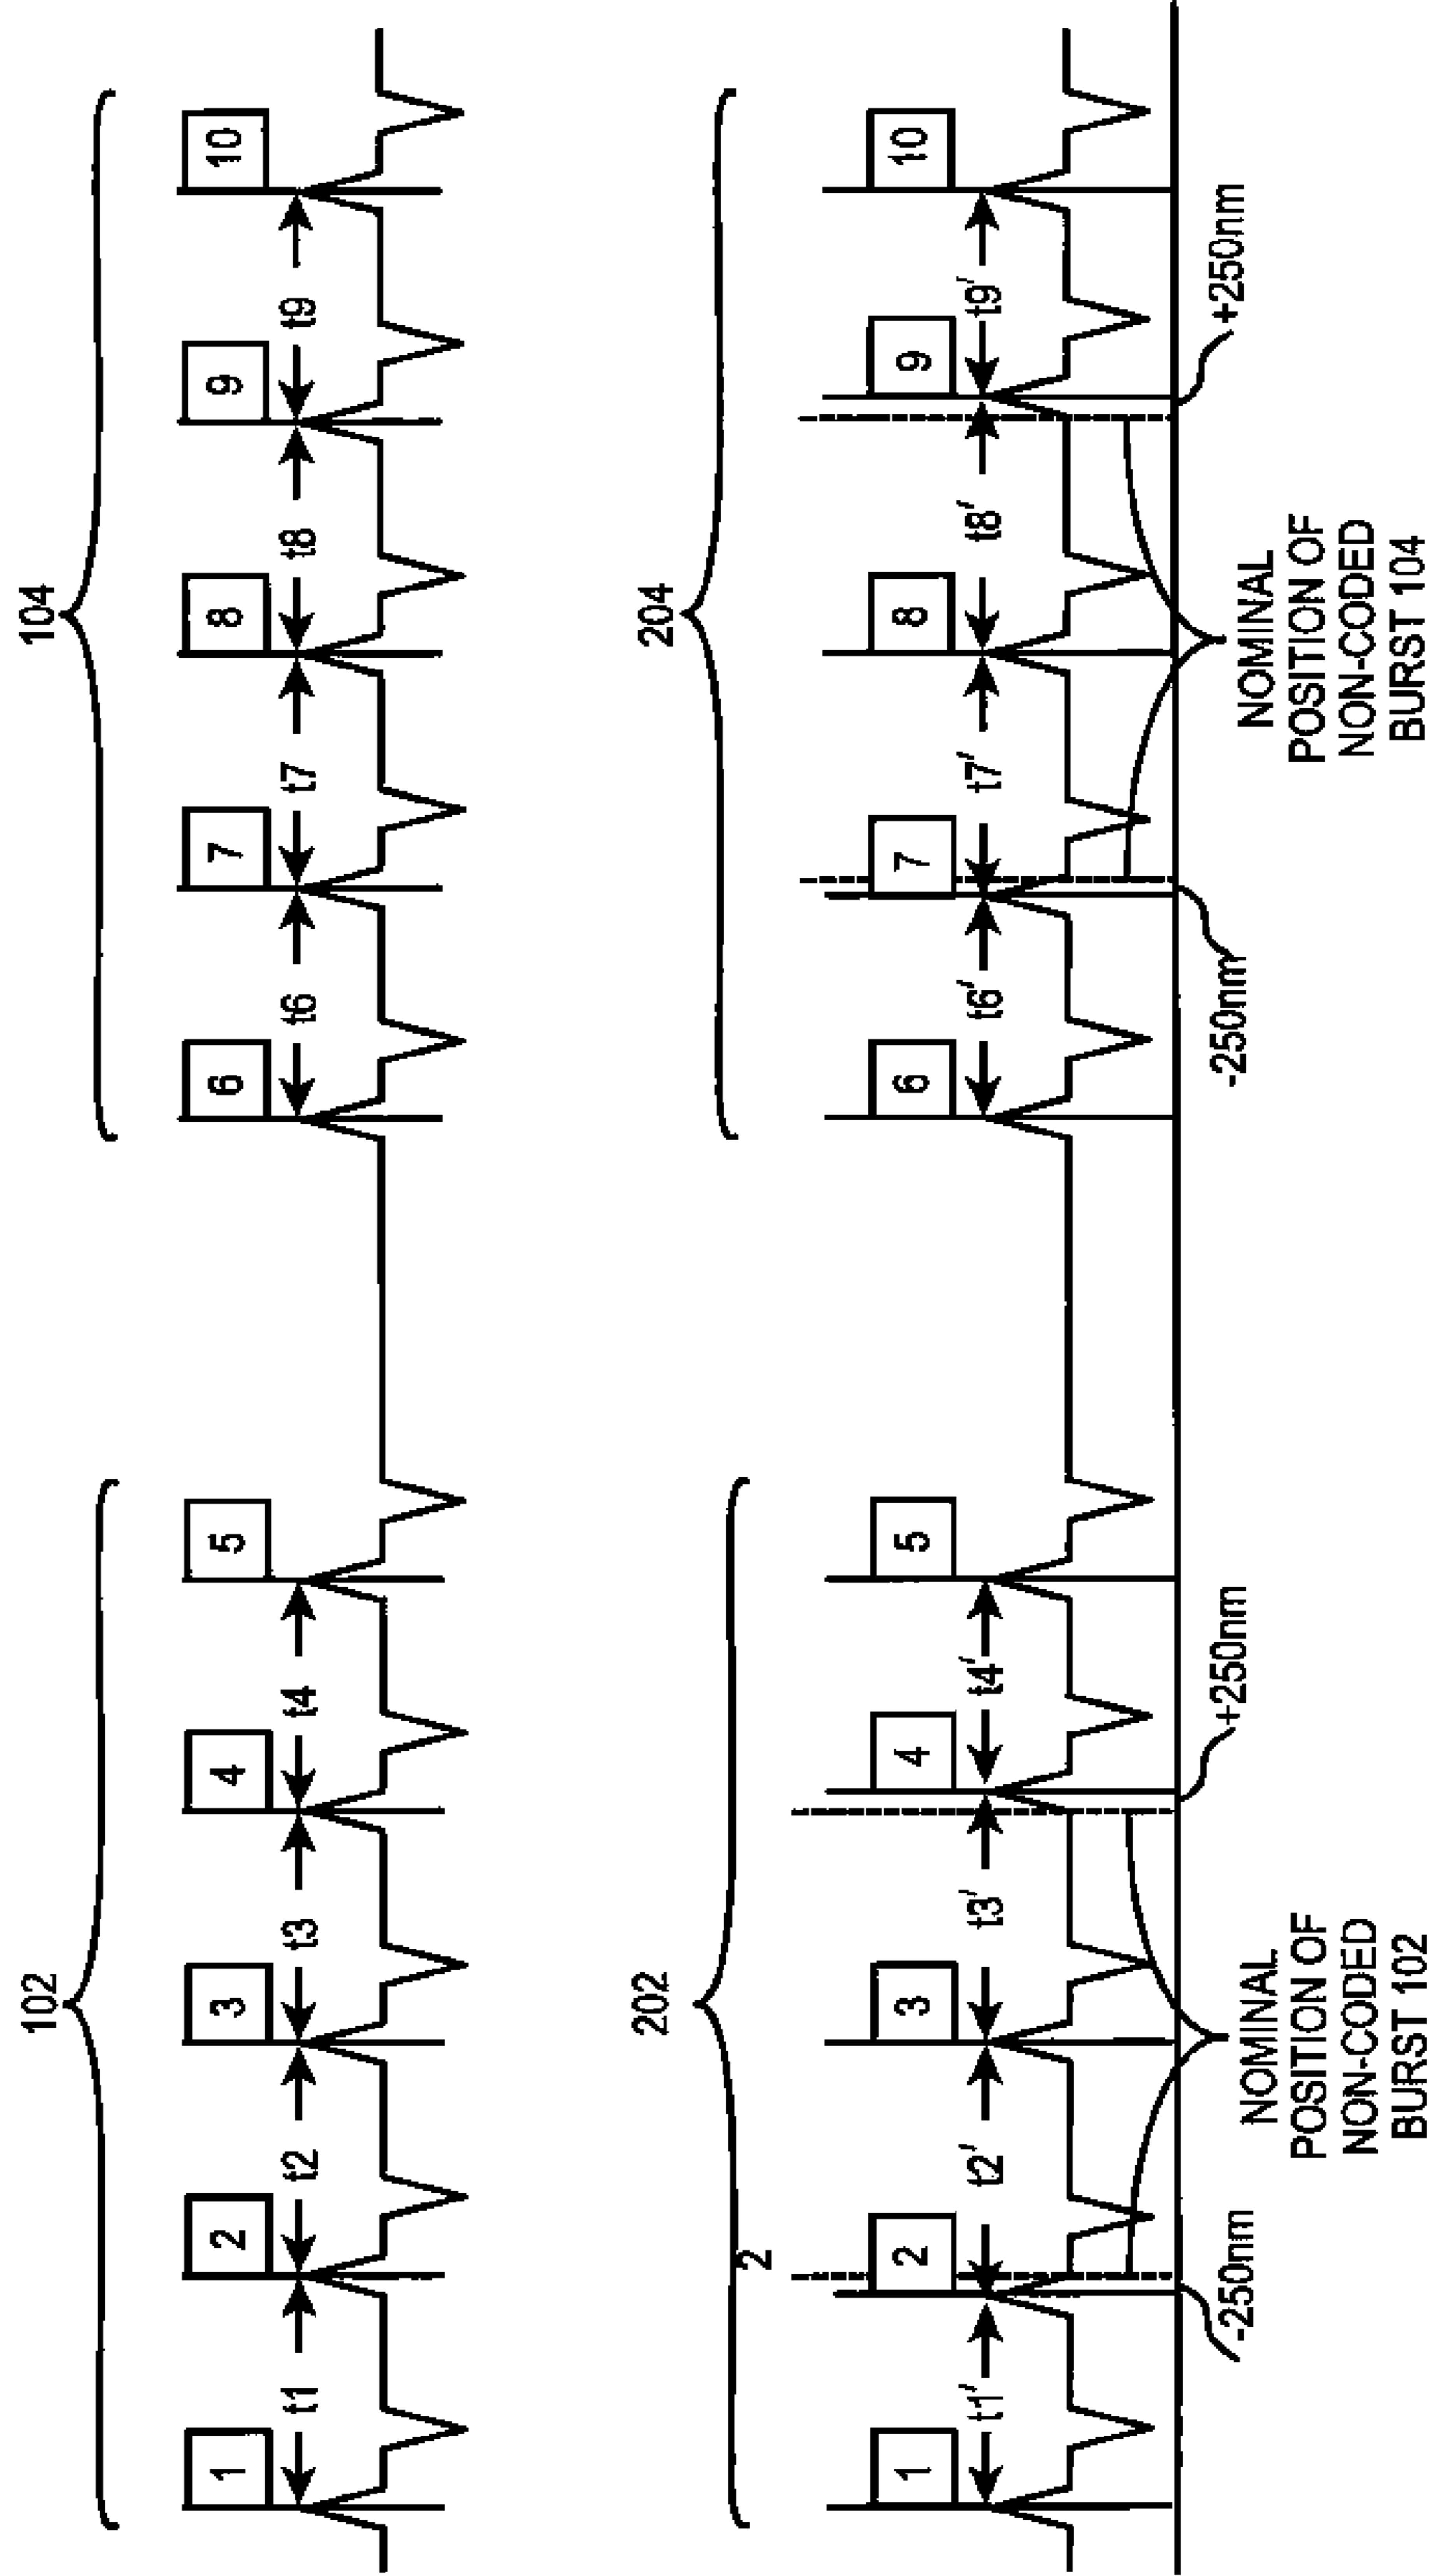 102
104
1
2
3
4
5
6
7
8
9
10
t1
t2
t3
t4
t6
t7
t8
t9
202
204
2
1
2
3
4
5
6
7
8
9
10
t1′
t2′
t3′
t4′
t6′
t7′
t8′
t9′
-250nm
+250nm
-250nm
+250nm
NOMINAL
POSITION OF
NON-CODED
BURST 102
NOMINAL
POSITION OF
NON-CODED
BURST 104